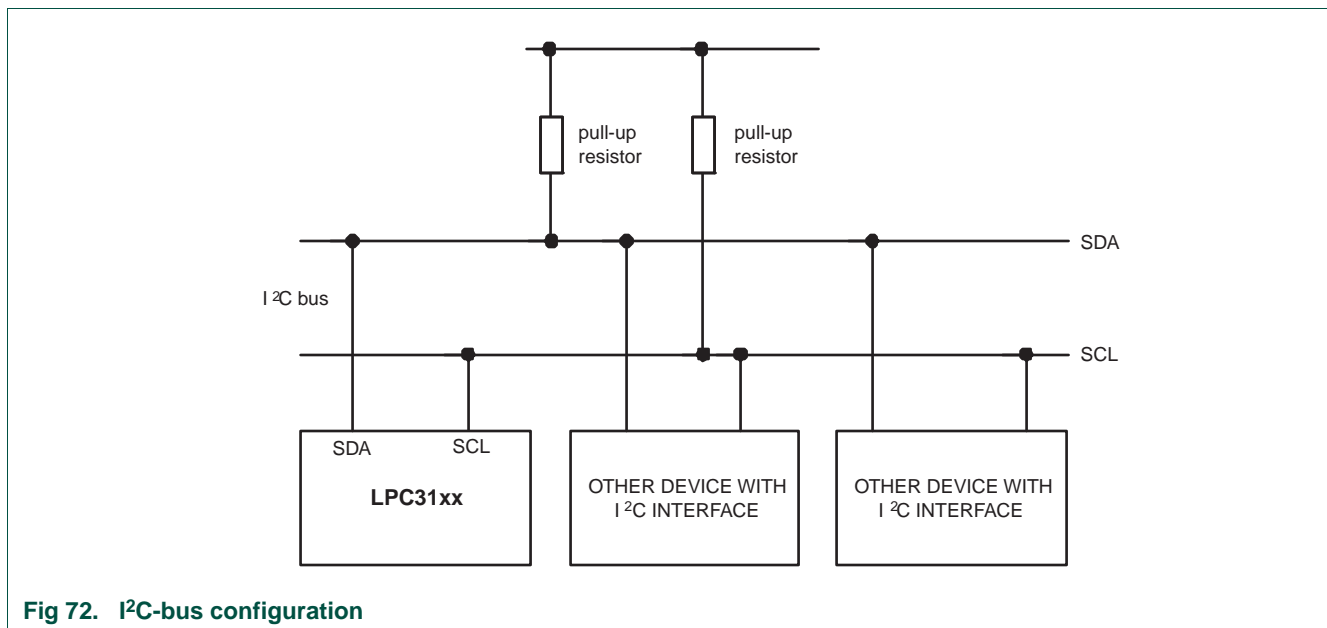 pull-up
resistor
pull-up
resistor
SDA
I ²C bus
SCL
SDA
SCL
LPC31xx
OTHER DEVICE WITH
I ²C INTERFACE
OTHER DEVICE WITH
I ²C INTERFACE
Fig 72. I²C-bus configuration